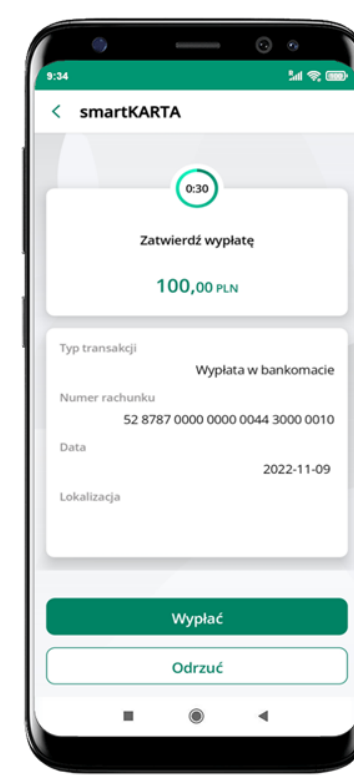 9:34
smartKARTA
0:30
Zatwierdź wypłatę
100,00 PLN
Typ transakcji
Wypłata w bankomacie
Numer rachunku
52 8787 0000 0000 0044 3000 0010
Data
2022-11-09
Lokalizacja
Wypłać
Odrzuć